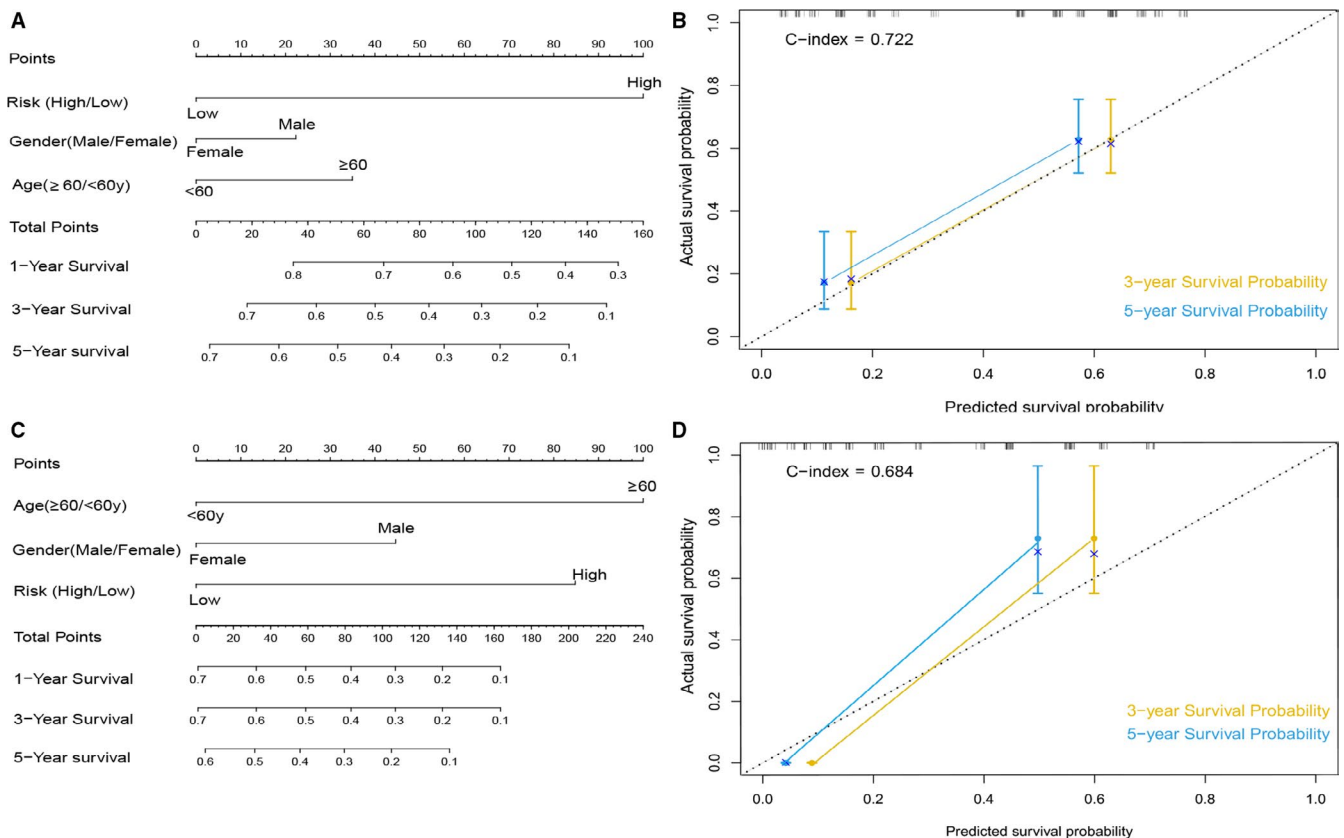 A
Points
0 10 20 30 40 50 60 70 80 90 100
Risk (High/Low)
High
Low
Gender(Male/Female)
Male
Female
Age(≥ 60/<60y)
≥60
<60
Total Points
0 20 40 60 80 100 120 140 160
1−Year Survival
0.8 0.7 0.6 0.5 0.4 0.3
3−Year Survival
0.7 0.6 0.5 0.4 0.3 0.2 0.1
5−Year survival
0.7 0.6 0.5 0.4 0.3 0.2 0.1
B
C−index = 0.722
Actual survival probability
1.0
0.8
0.6
0.4
0.2
0.0
3−year Survival Probability
5−year Survival Probability
0.0 0.2 0.4 0.6 0.8 1.0
Predicted survival probability
C
Points
0 10 20 30 40 50 60 70 80 90 100
Age(≥60/<60y)
≥60
<60y
Gender(Male/Female)
Male
Female
Risk (High/Low)
High
Low
Total Points
0 20 40 60 80 100 120 140 160 180 200 220 240
1−Year Survival
0.7 0.6 0.5 0.4 0.3 0.2 0.1
3−Year Survival
0.7 0.6 0.5 0.4 0.3 0.2 0.1
5−Year survival
0.6 0.5 0.4 0.3 0.2 0.1
D
C−index = 0.684
Actual survival probability
1.0
0.8
0.6
0.4
0.2
0.0
3−year Survival Probability
5−year Survival Probability
0.0 0.2 0.4 0.6 0.8 1.0
Predicted survival probability